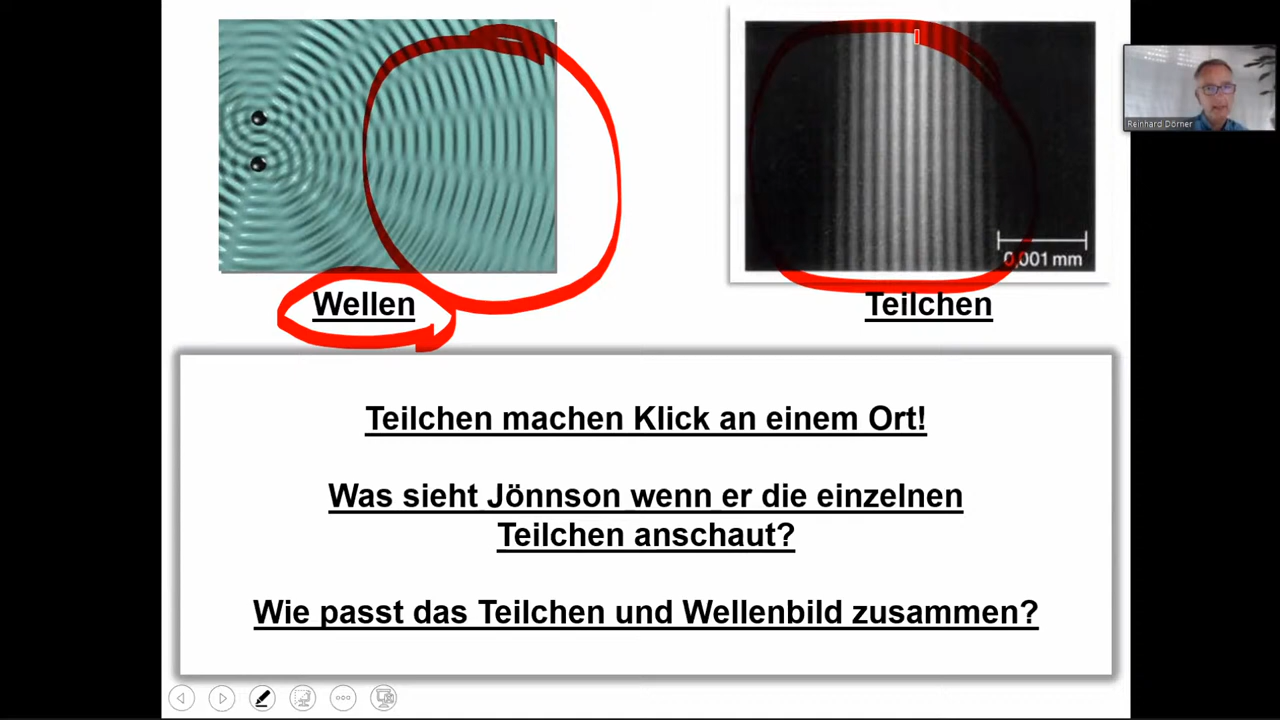 Reinhard Dörner
0,001 mm
Wellen
Teilchen
Teilchen machen Klick an einem Ort!
Was sieht Jönnson wenn er die einzelnen
Teilchen anschaut?
Wie passt das Teilchen und Wellenbild zusammen?